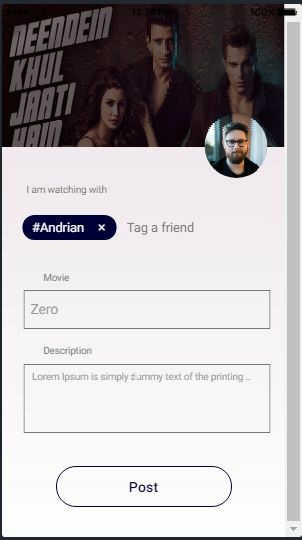 NEENDEIN
KHUL
JAATI
HAIN
I am watching with
#Andrian ×
Tag a friend
Movie
Zero
Description
Lorem Ipsum is simply dummy text of the printing ..
Post